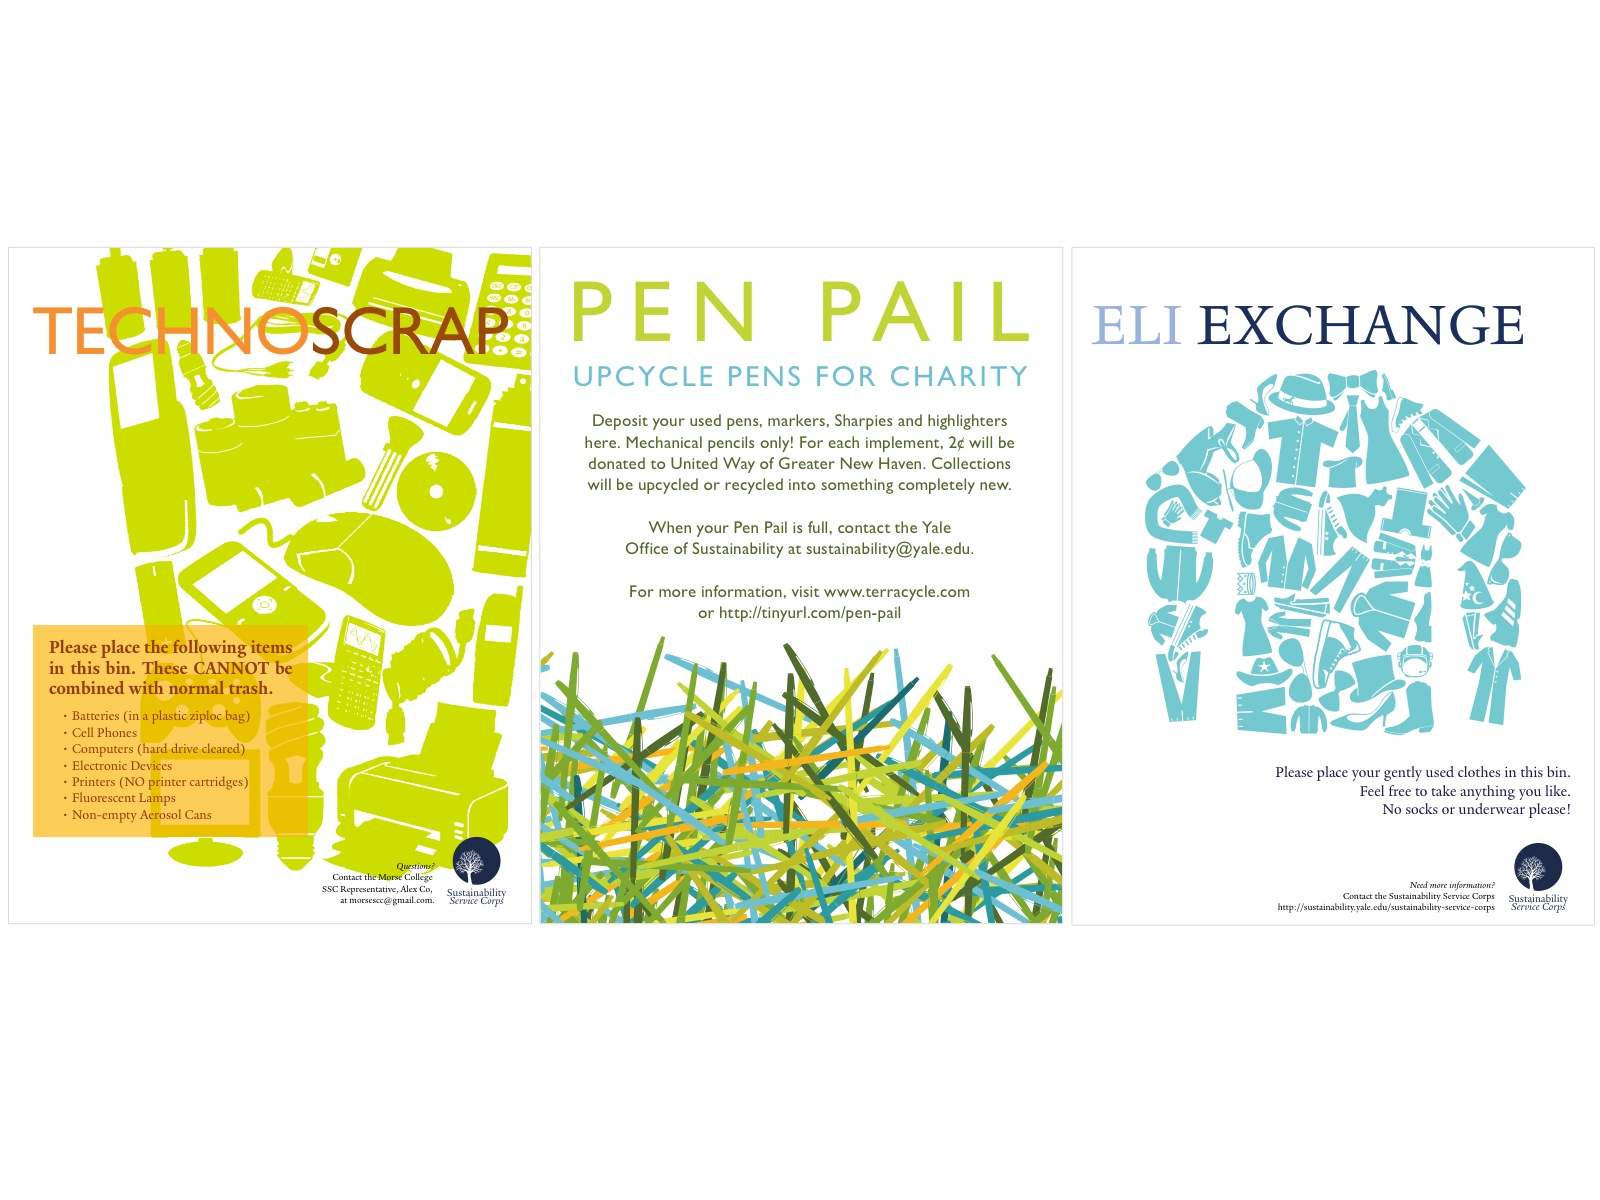 TECHNOSCRAP
Please place the following items
in this bin. These CANNOT be
combined with normal trash.
• Batteries (in a plastic ziploc bag)
• Cell Phones
• Computers (hard drive cleared)
• Electronic Devices
• Printers (NO printer cartridges)
• Fluorescent Lamps
• Non-empty Aerosol Cans
Questions?
Contact the Morse College
SSC Representative, Alex Co,
at morsescc@gmail.com.
Sustainability
Service Corps
PEN PAIL
UPCYCLE PENS FOR CHARITY
Deposit your used pens, markers, Sharpies and highlighters
here. Mechanical pencils only! For each implement, 2¢ will be
donated to United Way of Greater New Haven. Collections
will be upcycled or recycled into something completely new.
When your Pen Pail is full, contact the Yale
Office of Sustainability at sustainability@yale.edu.
For more information, visit www.terracycle.com
or http://tinyurl.com/pen-pail
ELI EXCHANGE
Please place your gently used clothes in this bin.
Feel free to take anything you like.
No socks or underwear please!
Need more information?
Contact the Sustainability Service Corps
http://sustainability.yale.edu/sustainability-service-corps
Sustainability
Service Corps